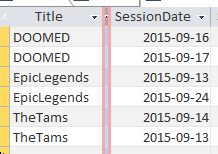 Title SessionDate
DOOMED 2015-09-16
DOOMED 2015-09-17
EpicLegends 2015-09-13
EpicLegends 2015-09-24
TheTams 2015-09-14
TheTams 2015-09-13